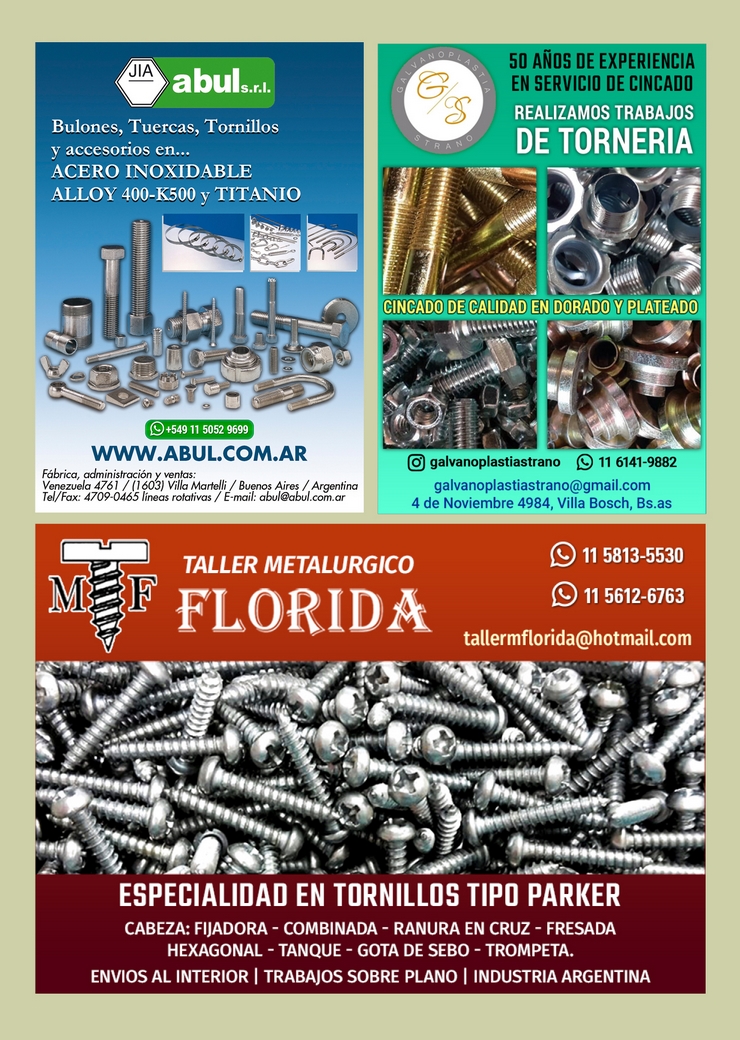 JIA
abul s.r.l.
Bulones, Tuercas, Tornillos
y accesorios en...
ACERO INOXIDABLE
ALLOY 400-K500 y TITANIO
+549 11 5052 9699
WWW.ABUL.COM.AR
Fábrica, administración y ventas:
Venezuela 4761 / (1603) Villa Martelli / Buenos Aires / Argentina
Tel/Fax: 4709-0465 líneas rotativas / E-mail: abul@abul.com.ar
GALVANOPLASTIA
G/S
STRANO
50 AÑOS DE EXPERIENCIA
EN SERVICIO DE CINCADO
REALIZAMOS TRABAJOS
DE TORNERIA
CINCADO DE CALIDAD EN DORADO Y PLATEADO
galvanoplastiastrano 11 6141-9882
galvanoplastiastrano@gmail.com
4 de Noviembre 4984, Villa Bosch, Bs.as
M F
TALLER METALURGICO
FLORIDA
11 5813-5530
11 5612-6763
tallermflorida@hotmail.com
ESPECIALIDAD EN TORNILLOS TIPO PARKER
CABEZA: FIJADORA - COMBINADA - RANURA EN CRUZ - FRESADA
HEXAGONAL - TANQUE - GOTA DE SEBO - TROMPETA.
ENVIOS AL INTERIOR | TRABAJOS SOBRE PLANO | INDUSTRIA ARGENTINA